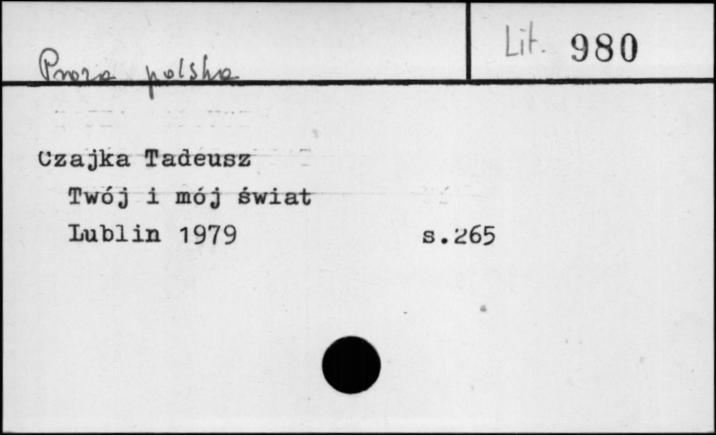 Proza polska
Lit. 980
Czajka Tadeusz
Twój i mój świat
Lublin 1979 s.265